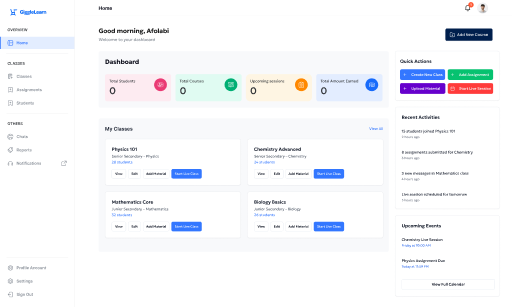 GiggleLearn
Home
OVERVIEW
Home
CLASSES
Classes
Assignments
Students
OTHERS
Chats
Reports
Notifications
Profile Account
Settings
Sign Out
Good morning, Afolabi
Welcome to your dashboard
Add New Course
Dashboard
Total Students
0
Total Courses
0
Upcoming sessions
0
Total Amount Earned
0
My Classes
View All
Physics 101
Senior Secondary - Physics
28 students
View Edit Add Material Start Live Class
Chemistry Advanced
Senior Secondary - Chemistry
24 students
View Edit Add Material Start Live Class
Mathematics Core
Junior Secondary - Mathematics
32 students
View Edit Add Material Start Live Class
Biology Basics
Junior Secondary - Biology
View Edit Add Material Start Live Class
Quick Actions
+ Create New Class
+ Add Assignment
+ Upload Material
Start Live Session
Recent Activities
15 students joined Physics 101
hours ago
8 assignments submitted for Chemistry
hours ago
3 new messages in Mathematics class
hours ago
Live session scheduled for tomorrow
hours ago
Upcoming Events
Chemistry Live Session
Today at 10:00 AM
Physics Assignment Due
Today at 11:59 PM
View Full Calendar